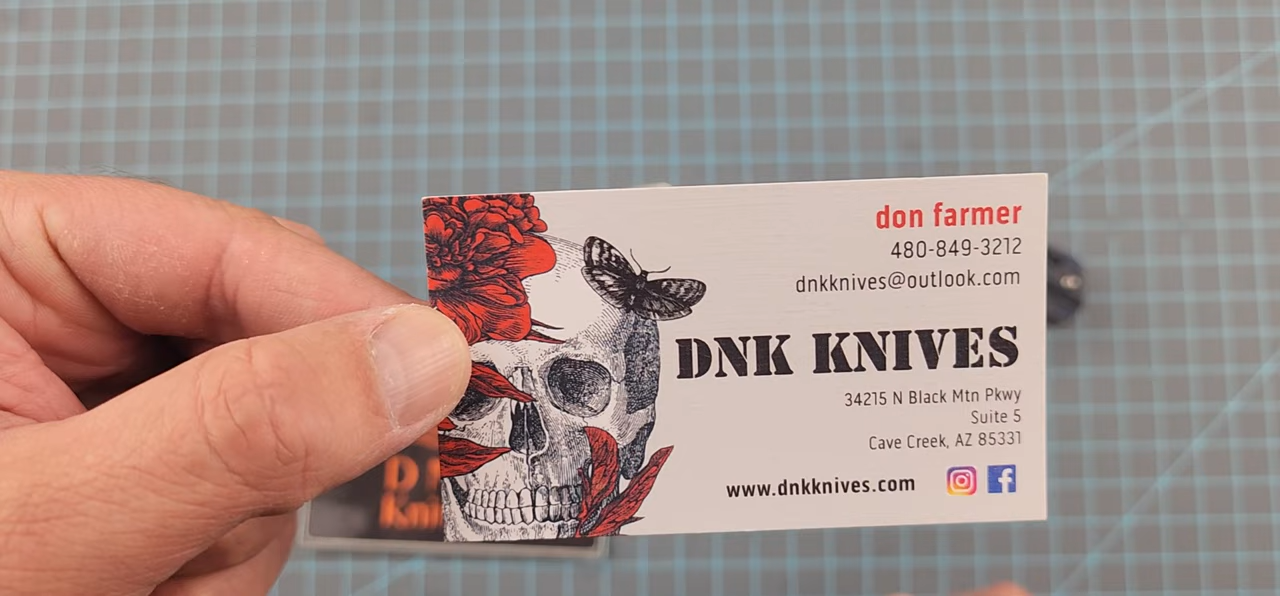 don farmer
480-849-3212
dnkknives@outlook.com
DNK KNIVES
34215 N Black Mtn Pkwy
Suite 5
Cave Creek, AZ 85331
www.dnkknives.com